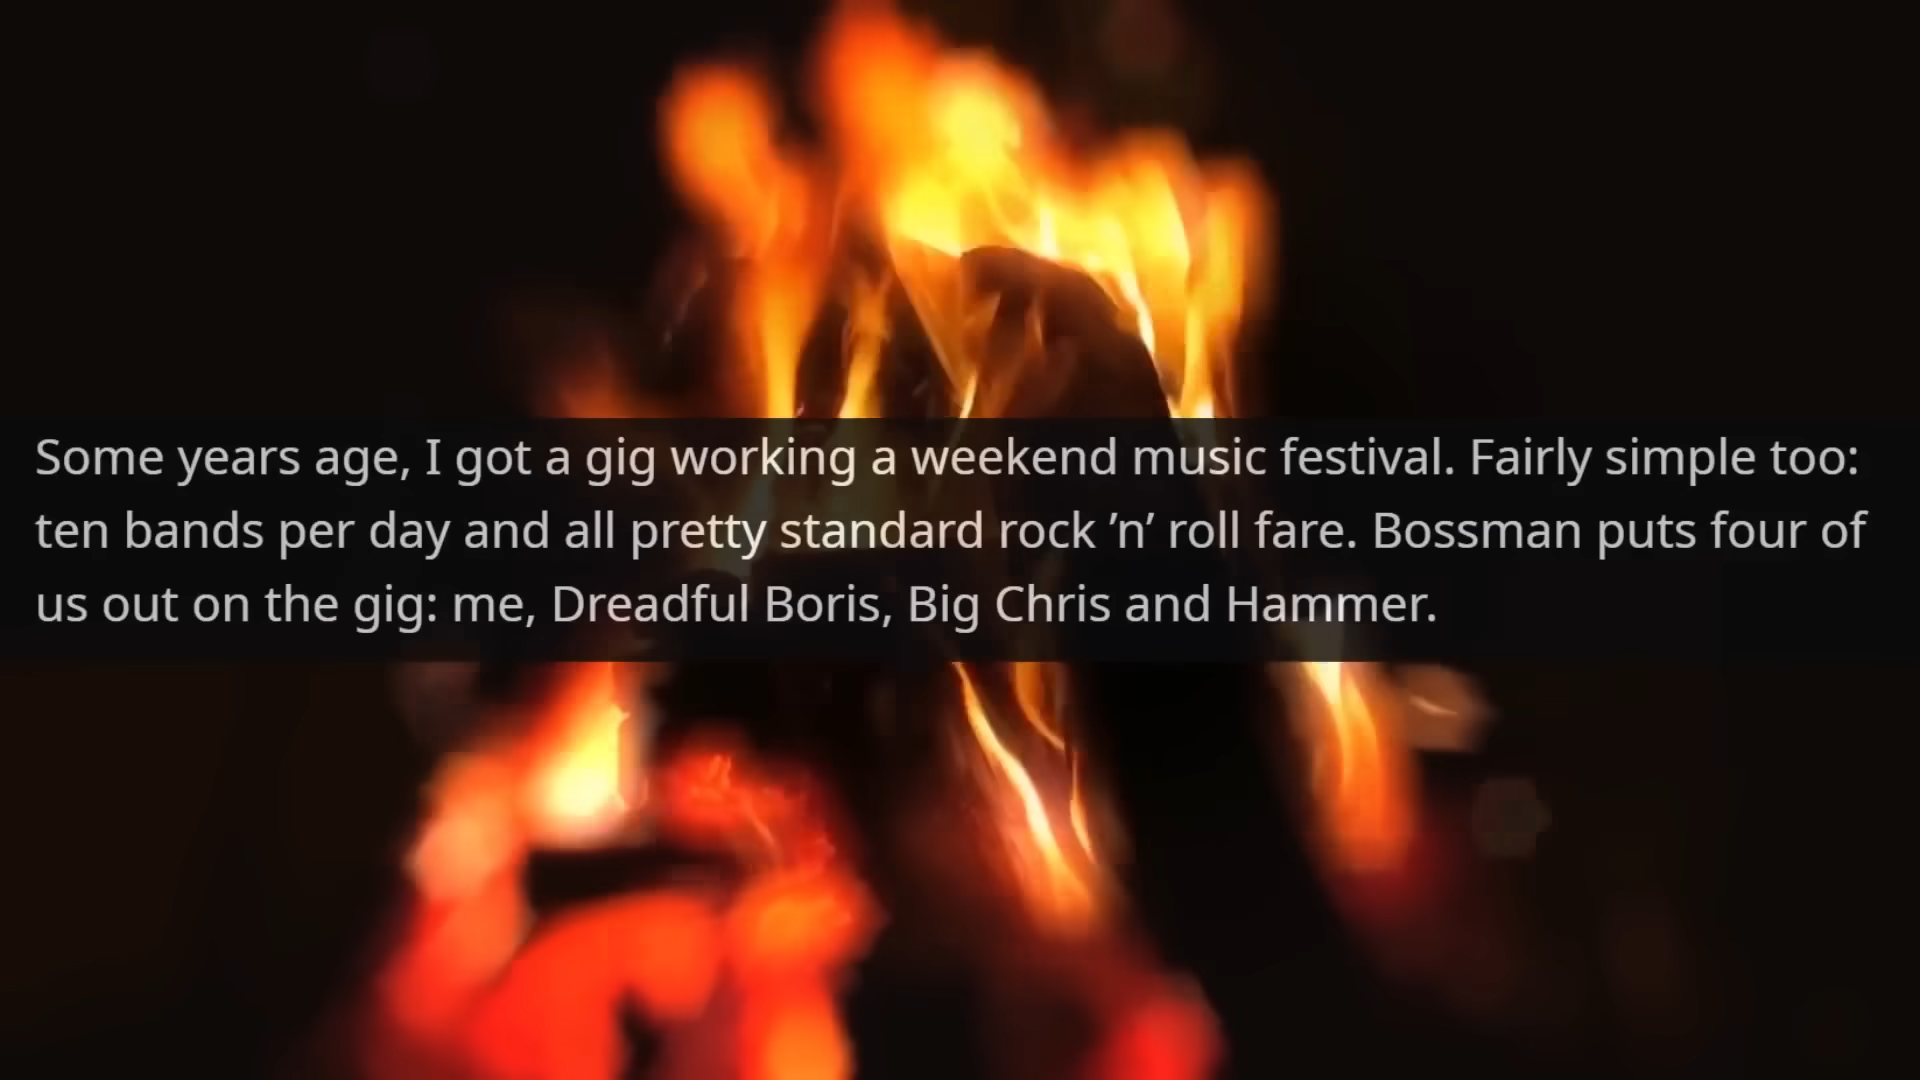 Some years age, I got a gig working a weekend music festival. Fairly simple too:
ten bands per day and all pretty standard rock ’n’ roll fare. Bossman puts four of
us out on the gig: me, Dreadful Boris, Big Chris and Hammer.